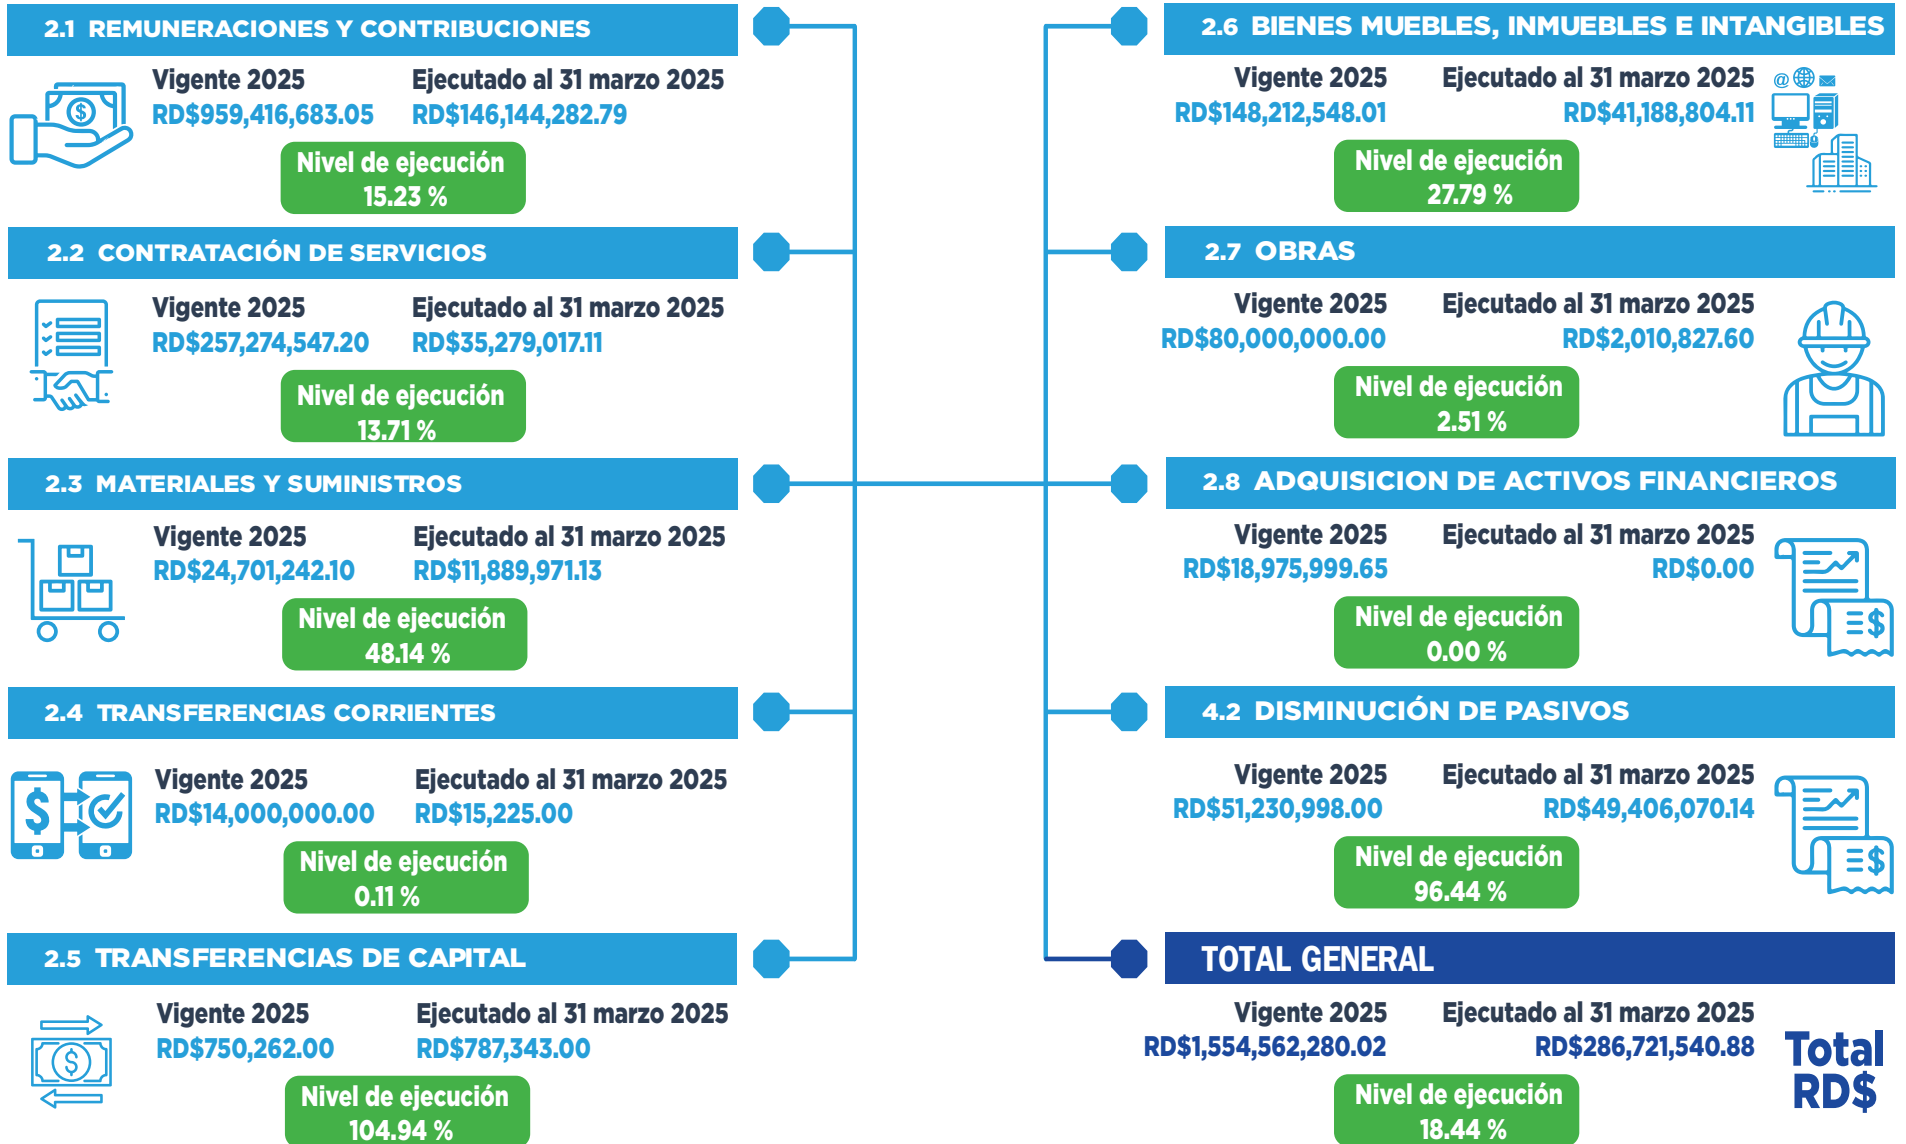 2.1 REMUNERACIONES Y CONTRIBUCIONES
Vigente 2025 Ejecutado al 31 marzo 2025
RD$959,416,683.05 RD$146,144,282.79
Nivel de ejecución
15.23 %
2.2 CONTRATACIÓN DE SERVICIOS
Vigente 2025 Ejecutado al 31 marzo 2025
RD$257,274,547.20 RD$35,279,017.11
Nivel de ejecución
13.71 %
2.3 MATERIALES Y SUMINISTROS
Vigente 2025 Ejecutado al 31 marzo 2025
RD$24,701,242.10 RD$11,889,971.13
Nivel de ejecución
48.14 %
2.4 TRANSFERENCIAS CORRIENTES
Vigente 2025 Ejecutado al 31 marzo 2025
RD$14,000,000.00 RD$15,225.00
Nivel de ejecución
0.11 %
2.5 TRANSFERENCIAS DE CAPITAL
Vigente 2025 Ejecutado al 31 marzo 2025
RD$750,262.00 RD$787,343.00
Nivel de ejecución
104.94 %
2.6 BIENES MUEBLES, INMUEBLES E INTANGIBLES
Vigente 2025 Ejecutado al 31 marzo 2025
RD$148,212,548.01 RD$41,188,804.11
Nivel de ejecución
27.79 %
2.7 OBRAS
Vigente 2025 Ejecutado al 31 marzo 2025
RD$80,000,000.00 RD$2,010,827.60
Nivel de ejecución
2.51 %
2.8 ADQUISICION DE ACTIVOS FINANCIEROS
Vigente 2025 Ejecutado al 31 marzo 2025
RD$18,975,999.65 RD$0.00
Nivel de ejecución
0.00 %
4.2 DISMINUCIÓN DE PASIVOS
Vigente 2025 Ejecutado al 31 marzo 2025
RD$51,230,998.00 RD$49,406,070.14
Nivel de ejecución
96.44 %
TOTAL GENERAL
Vigente 2025 Ejecutado al 31 marzo 2025
RD$1,554,562,280.02 RD$286,721,540.88
Nivel de ejecución
18.44 %
Total
RD$